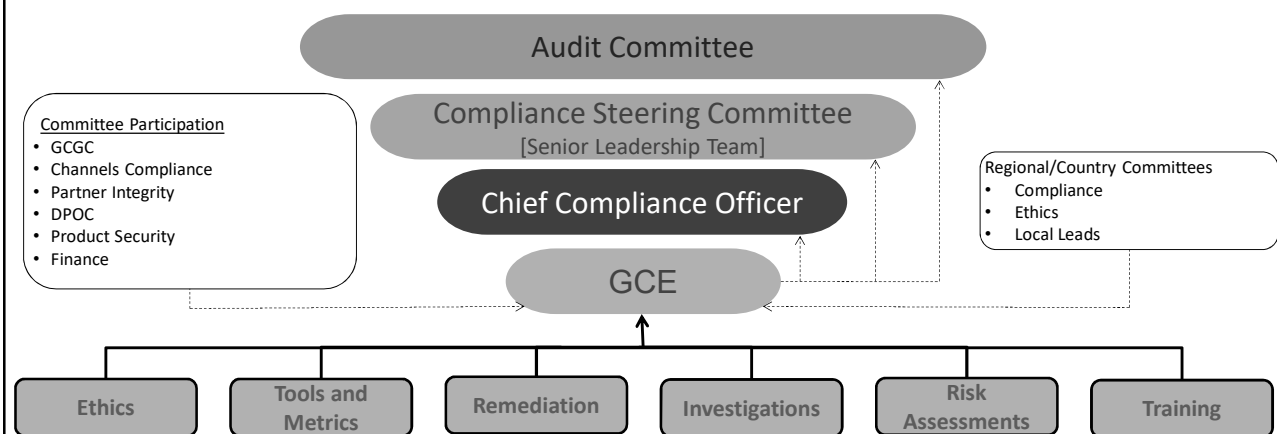 Audit Committee
Compliance Steering Committee
[Senior Leadership Team]
Chief Compliance Officer
GCE
Committee Participation
• GCGC
• Channels Compliance
• Partner Integrity
• DPOC
• Product Security
• Finance
Regional/Country Committees
• Compliance
• Ethics
• Local Leads
Ethics
Tools and
Metrics
Remediation
Investigations
Risk
Assessments
Training